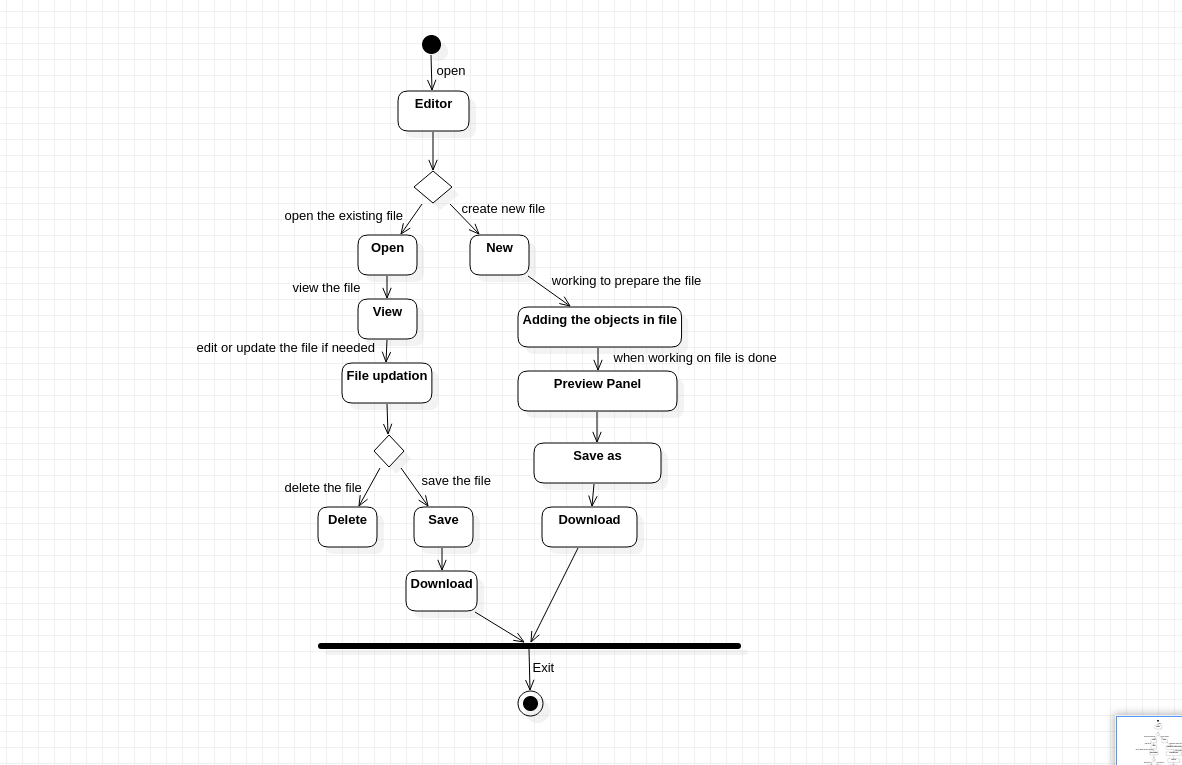 open
Editor
open the existing file
create new file
Open
New
view the file
working to prepare the file
View
Adding the objects in file
edit or update the file if needed
when working on file is done
File updation
Preview Panel
Save as
delete the file
save the file
Delete
Save
Download
Download
Exit